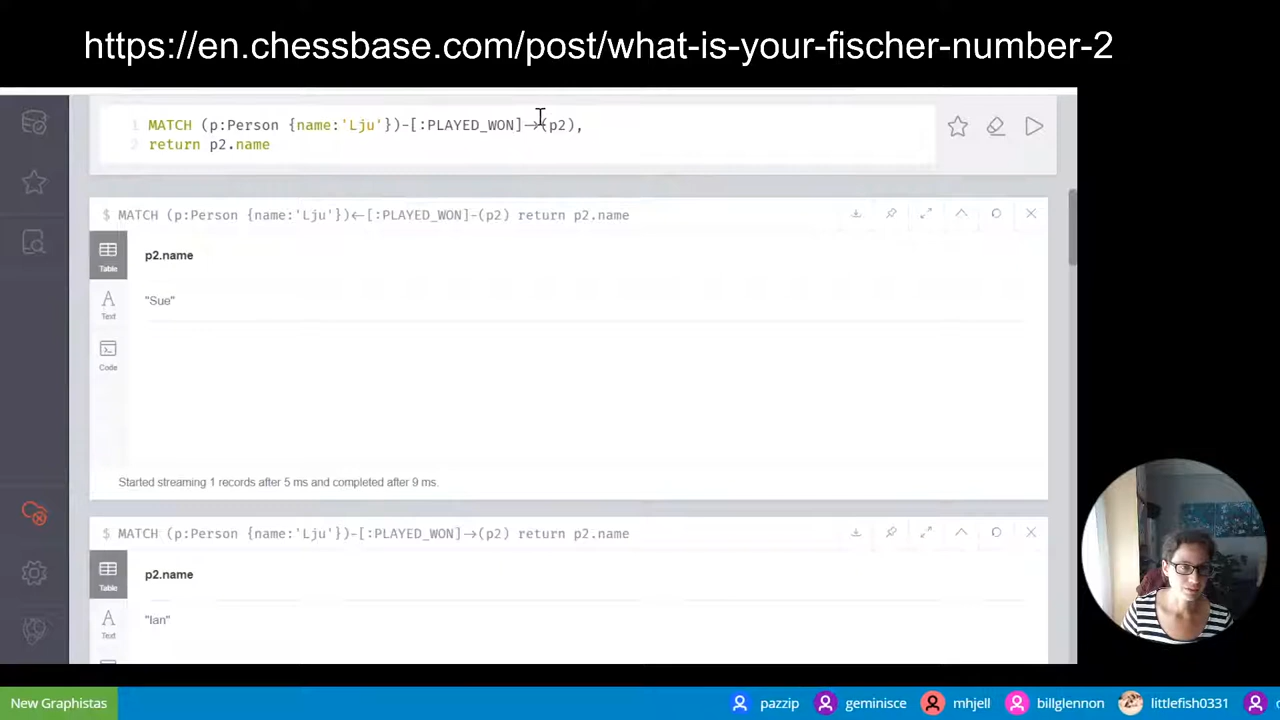 https://en.chessbase.com/post/what-is-your-fischer-number-2
1 MATCH (p:Person {name:'Lju'})-[:PLAYED_WON]->(p2),
2 return p2.name
$ MATCH (p:Person {name:'Lju'})<-[:PLAYED_WON]-(p2) return p2.name
Table
p2.name
"Sue"
Text
Code
Started streaming 1 records after 5 ms and completed after 9 ms.
$ MATCH (p:Person {name:'Lju'})-[:PLAYED_WON]->(p2) return p2.name
Table
p2.name
"Ian"
Text
New Graphistas pazzip geminisce mhjell billglennon littlefish0331